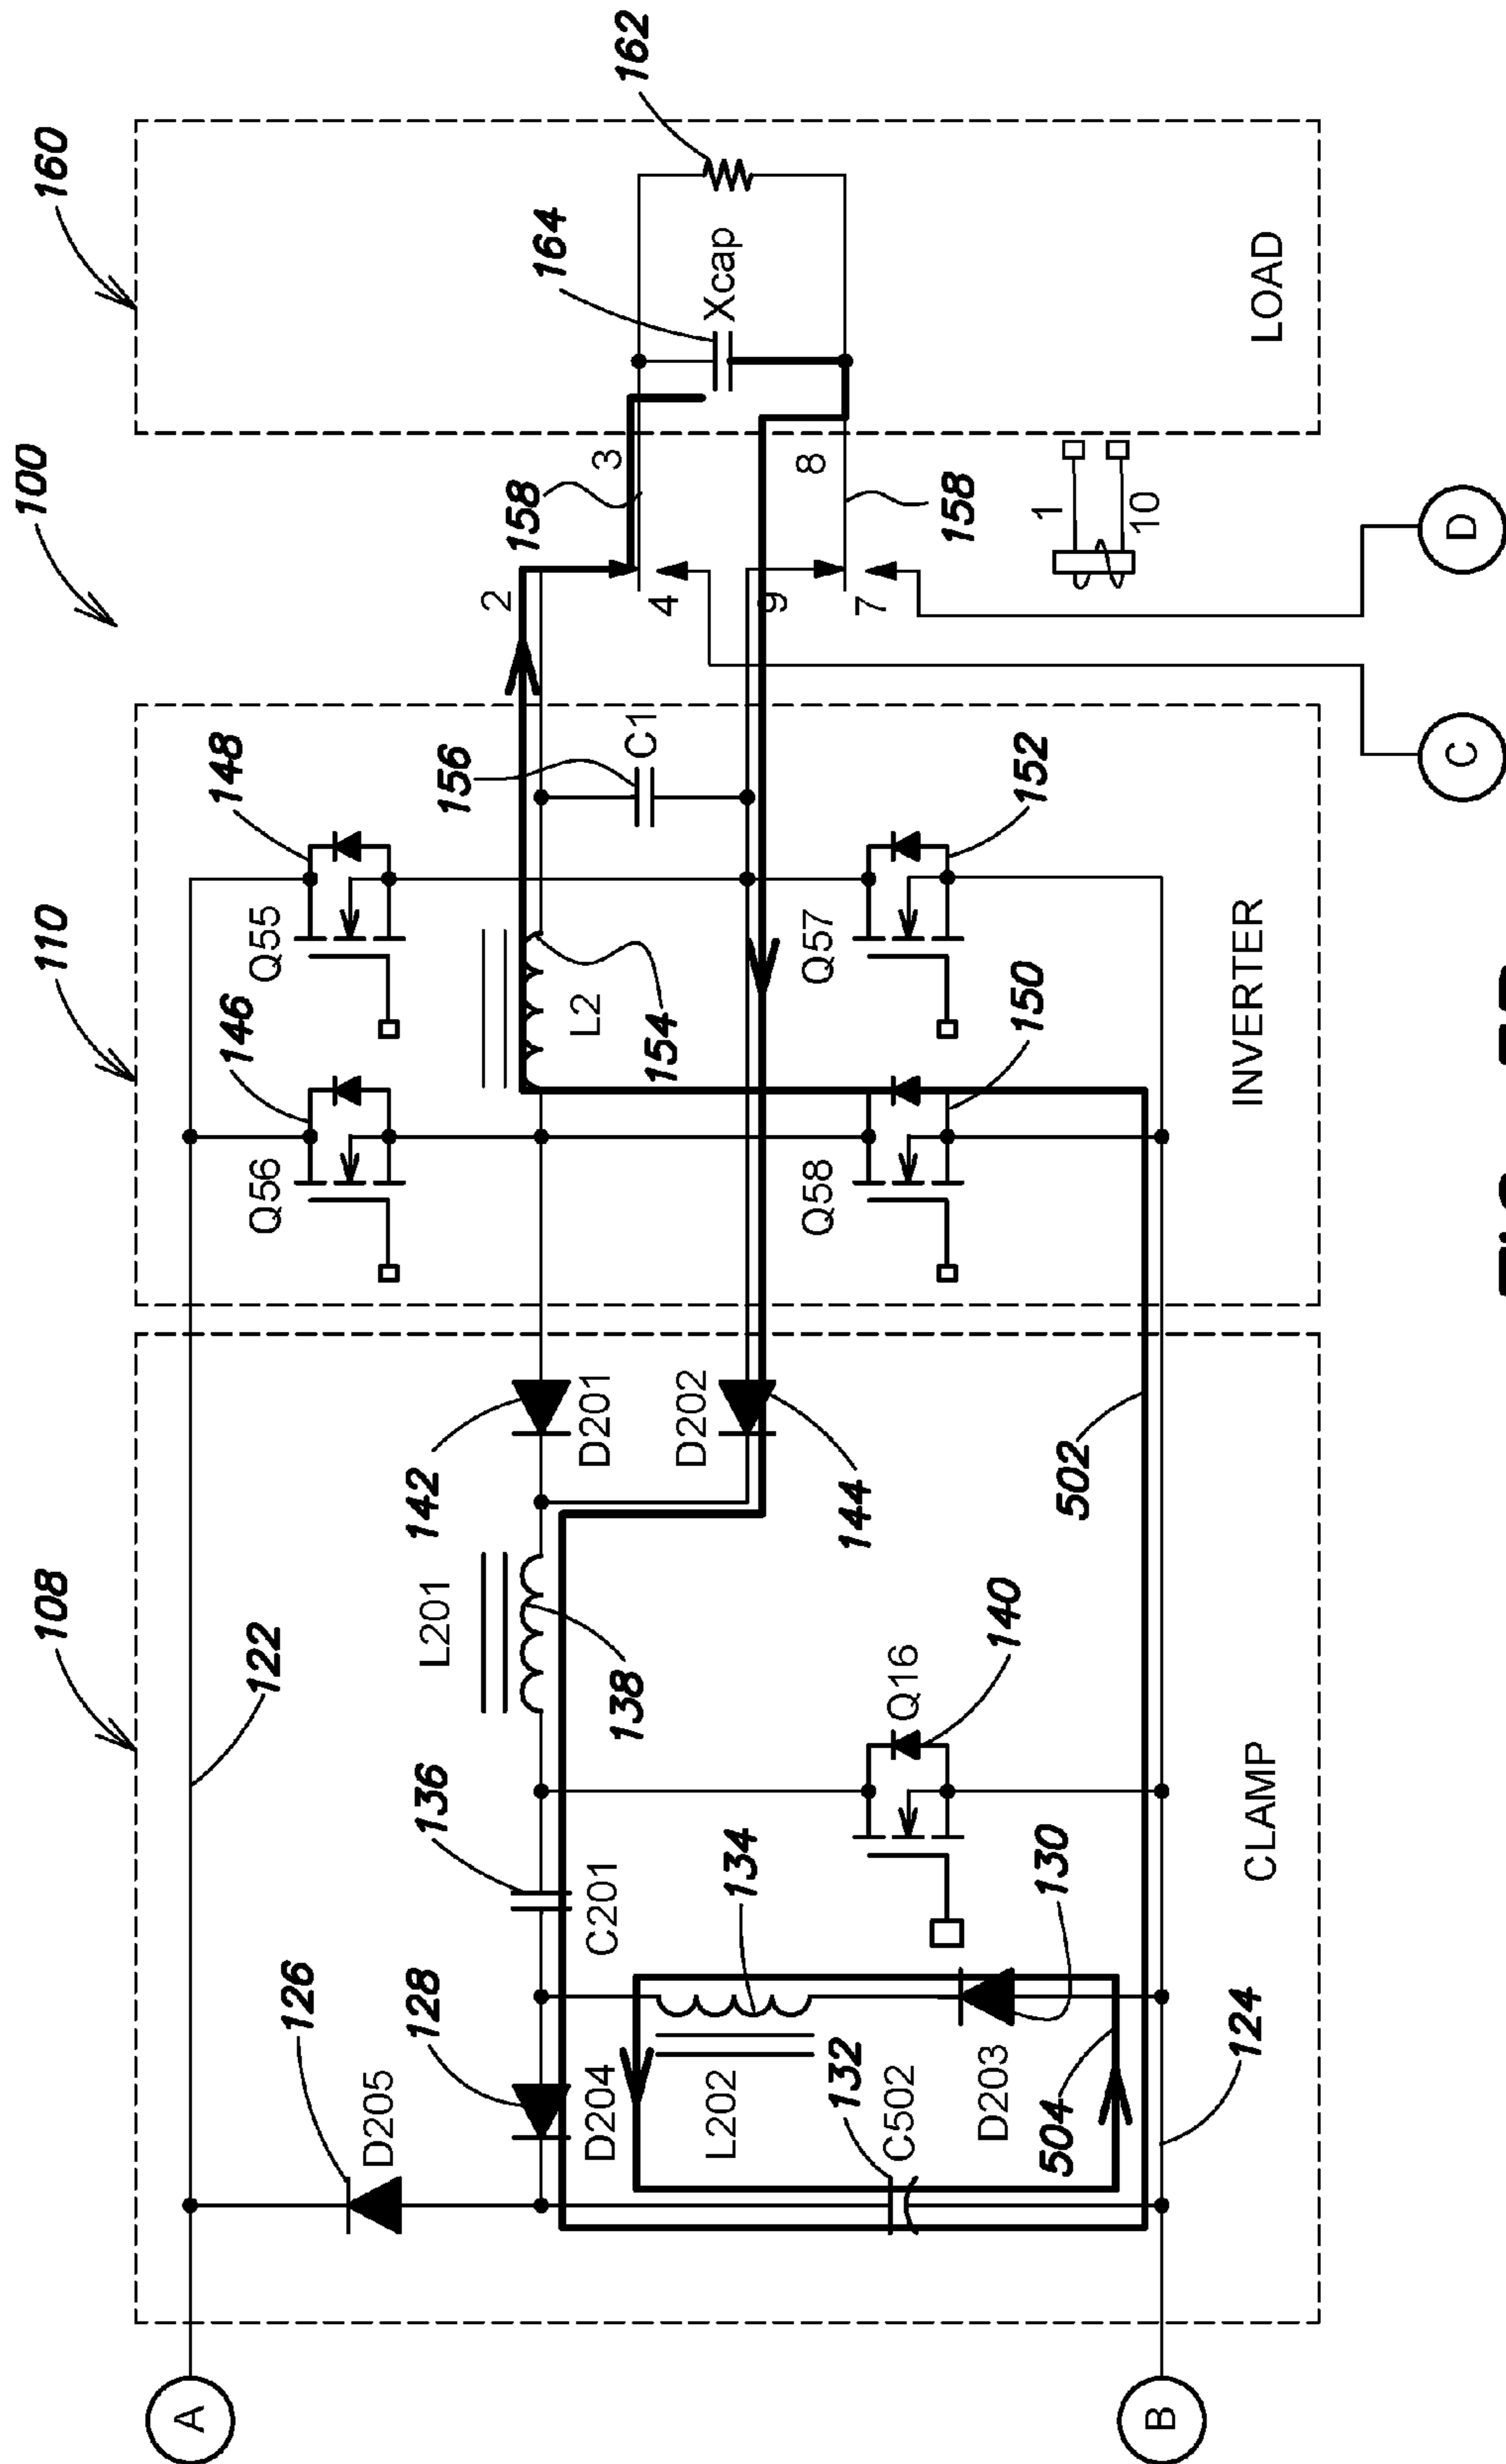 100
108
110
160
A
122
126
D205
128
D204
136
C201
L201
138
142
D201
D202
144
146
Q56
148
Q55
L2
154
156
C1
2
158
3
4
9
8
7
158
1
10
164
Xcap
162
134
L202
132
C502
D203
130
504
Q16
140
124
502
Q58
150
Q57
152
B
C
D
CLAMP
INVERTER
LOAD